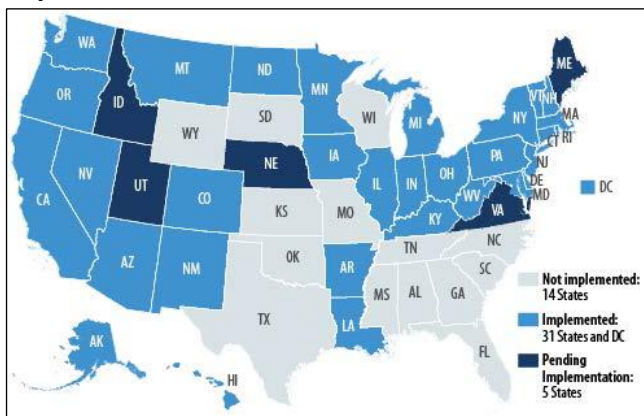 WA
MT
ND
MN
ME
OR
ID
SD
WI
MI
NY
VT
NH
MA
WY
CT
RI
NV
NE
IA
PA
NJ
UT
IL
IN
OH
DE
MD
DC
CA
CO
WV
VA
KS
MO
KY
NC
AZ
NM
OK
AR
TN
SC
TX
MS
AL
GA
LA
FL
AK
HI
Not implemented:
14 States
Implemented:
31 States and DC
Pending
Implementation:
5 States